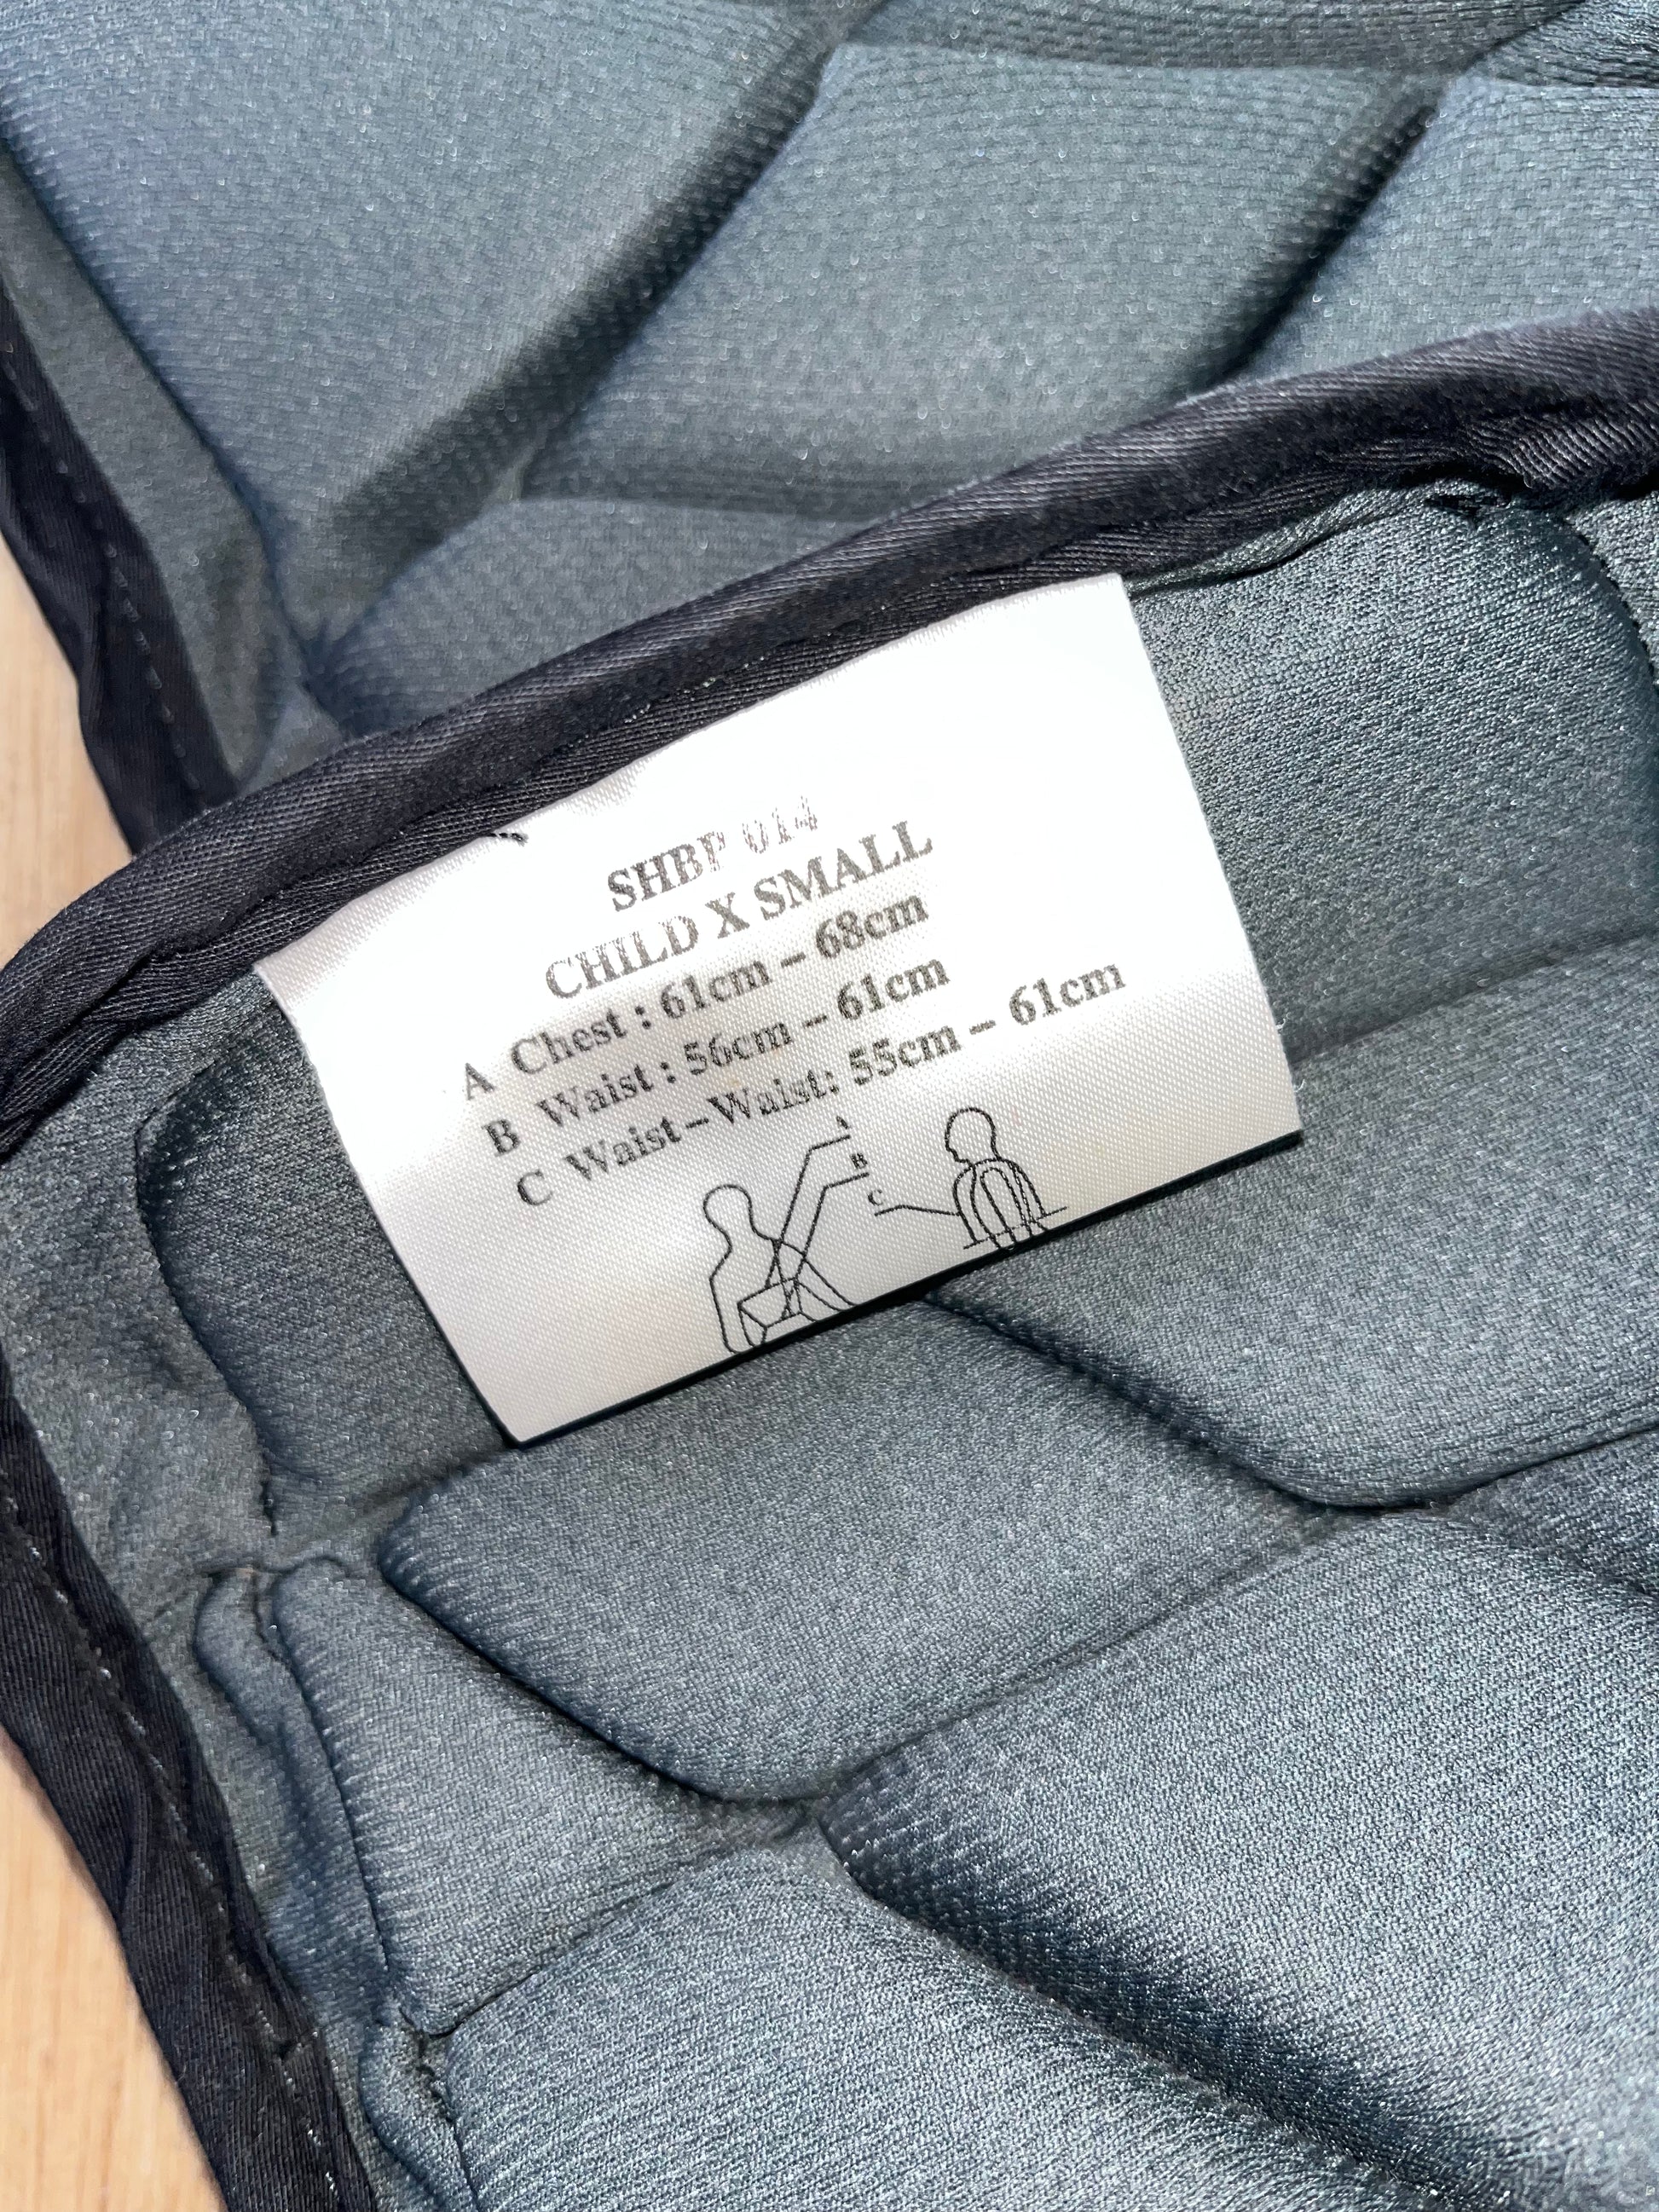 SHBP 014
CHILD X SMALL
A Chest : 61cm – 68cm
B Waist : 56cm – 61cm
C Waist–Waist: 55cm – 61cm
A
B
C